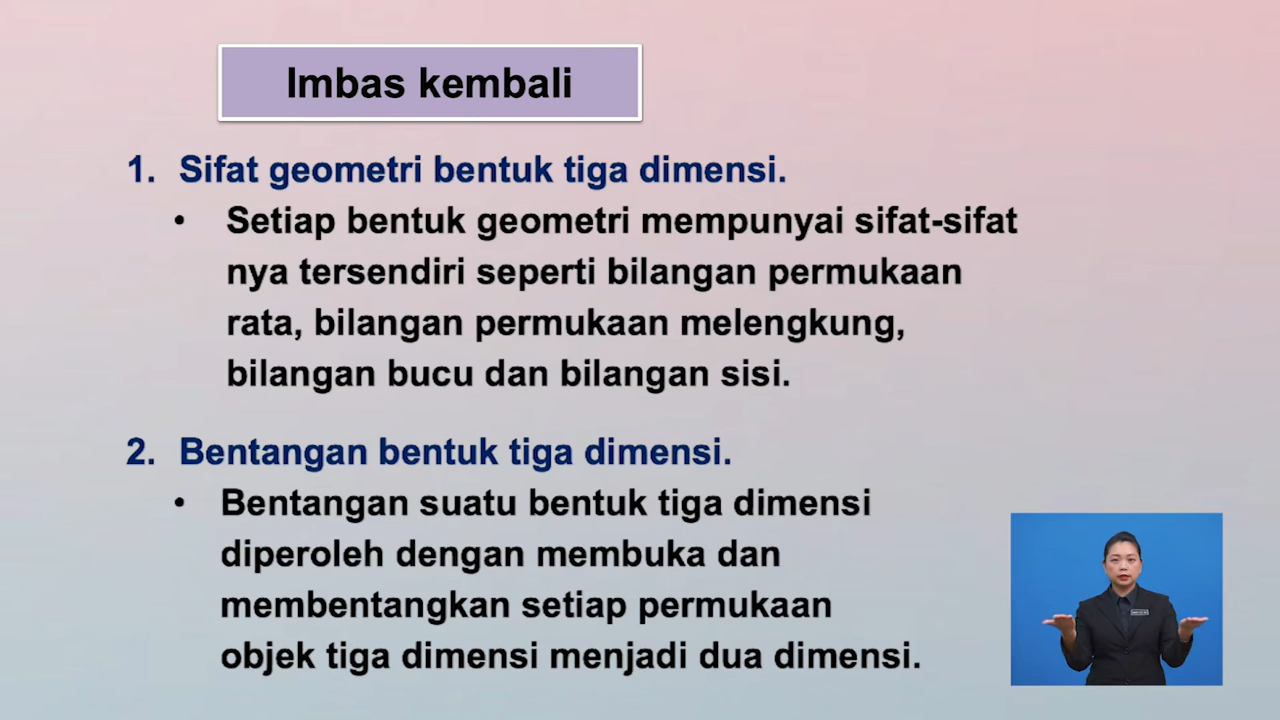 Imbas kembali
1. Sifat geometri bentuk tiga dimensi.
• Setiap bentuk geometri mempunyai sifat-sifat
nya tersendiri seperti bilangan permukaan
rata, bilangan permukaan melengkung,
bilangan bucu dan bilangan sisi.
2. Bentangan bentuk tiga dimensi.
• Bentangan suatu bentuk tiga dimensi
diperoleh dengan membuka dan
membentangkan setiap permukaan
objek tiga dimensi menjadi dua dimensi.